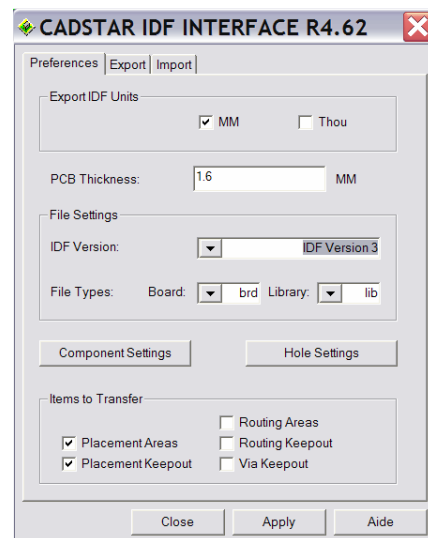 CADSTAR IDF INTERFACE R4.62
Preferences Export Import
Export IDF Units
MM Thou
PCB Thickness: 1.6 MM
File Settings
IDF Version: IDF Version 3
File Types: Board: brd Library: lib
Component Settings Hole Settings
Items to Transfer
Routing Areas
Placement Areas Routing Keepout
Placement Keepout Via Keepout
Close Apply Aide